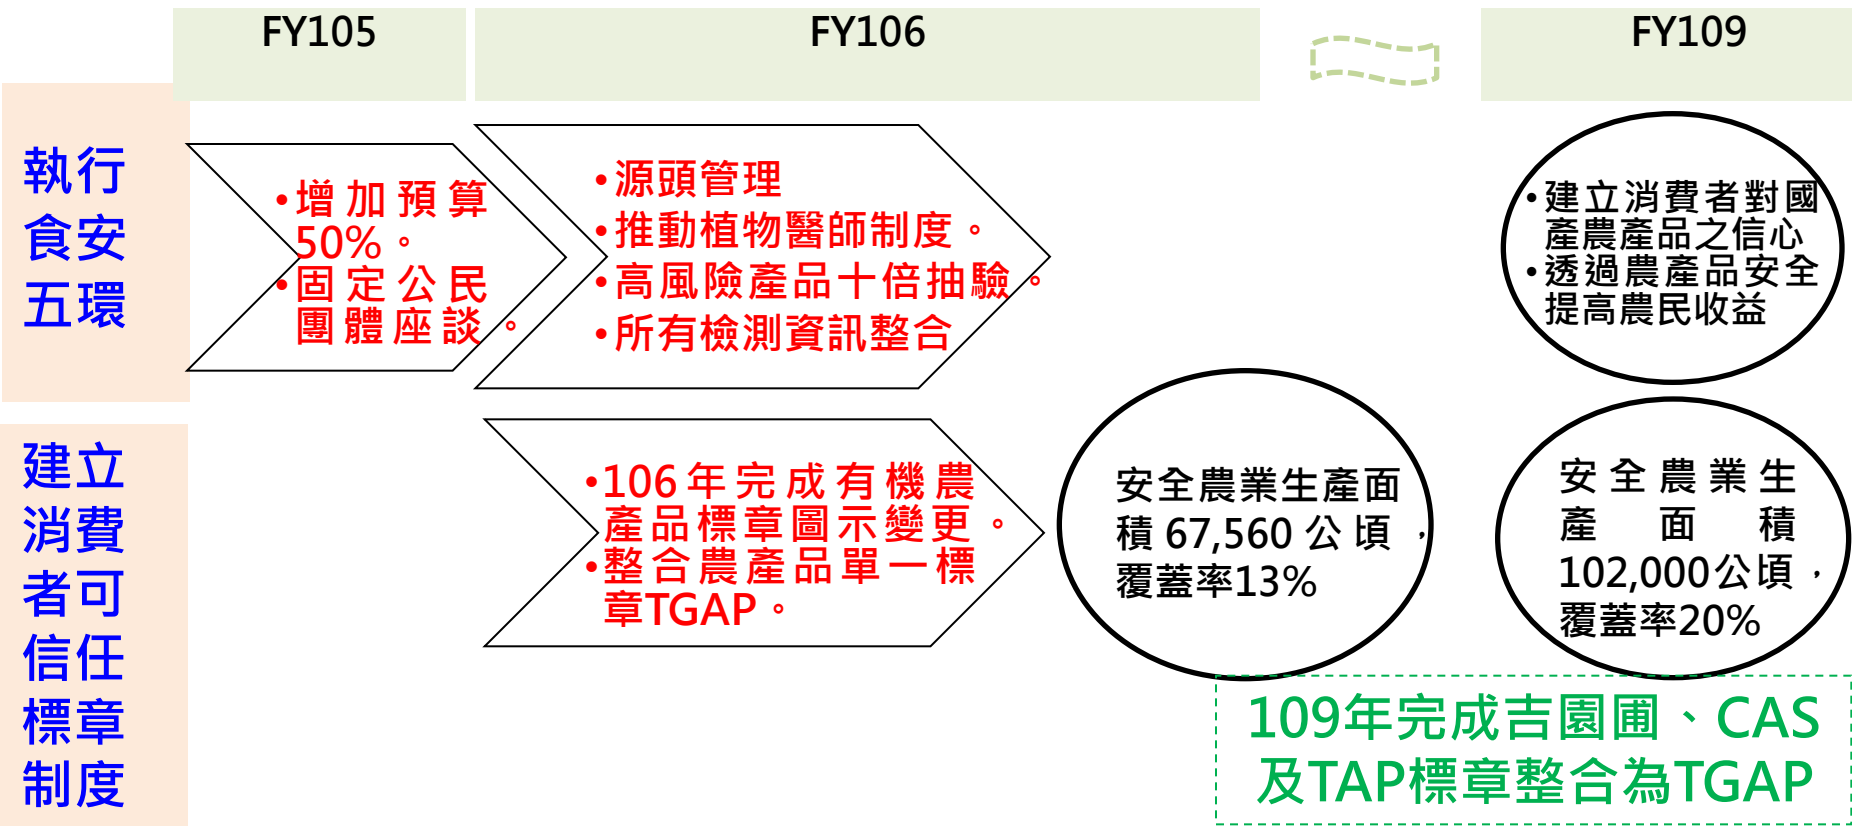 FY105
FY106
FY109
執行
食安
五環
•增加預算
50%。
•固定公民
團體座談。
•源頭管理
•推動植物醫師制度。
•高風險產品十倍抽驗。
•所有檢測資訊整合
•建立消費者對國
產農產品之信心
•透過農產品安全
提高農民收益
建立
消費
者可
信任
標章
制度
•106年完成有機農
產品標章圖示變更。
•整合農產品單一標
章TGAP。
安全農業生產面
積67,560公頃，
覆蓋率13%
安全農業生
產面積
102,000公頃，
覆蓋率20%
109年完成吉園圃、CAS
及TAP標章整合為TGAP